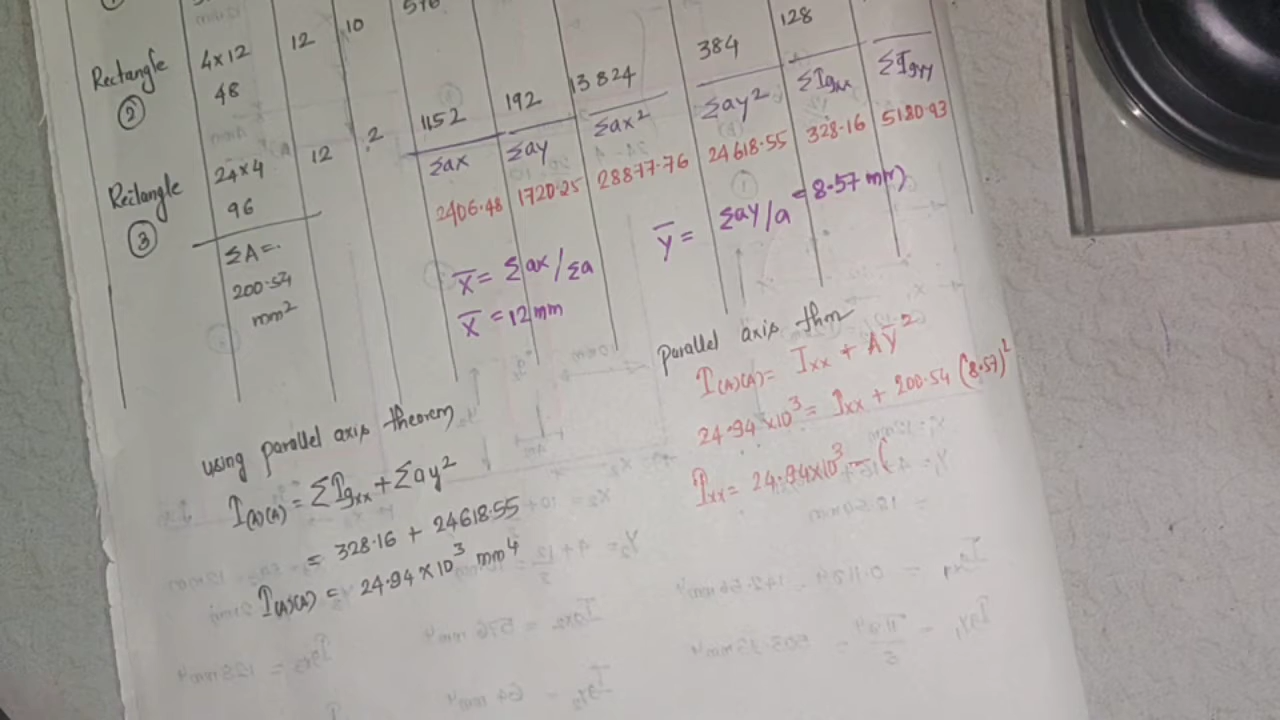 576
128
Rectangle 4x12 12 10
② 48
384
1152 192 13824
Σax Σay Σax² Σay² ΣIgxx ΣIgyy
Rectangle 24x4 12 2
③ 96
2406.48 1720.25 28877.76 24618.55 328.16 5180.93
ΣA =
200.54
mm²
x̄ = Σax / Σa
x̄ = 12mm
ȳ = Σay/a = 8.57 mm
using parallel axis theorem
I(A)(A) = ΣIgxx + Σay²
= 328.16 + 24618.55
I(A)(A) = 24.94 x 10³ mm⁴
parallel axis thm
I(A)(A) = Ixx + Aȳ²
24.94 x10³ = Ixx + 200.54 (8.57)²
Ixx = 24.94x10³ – (